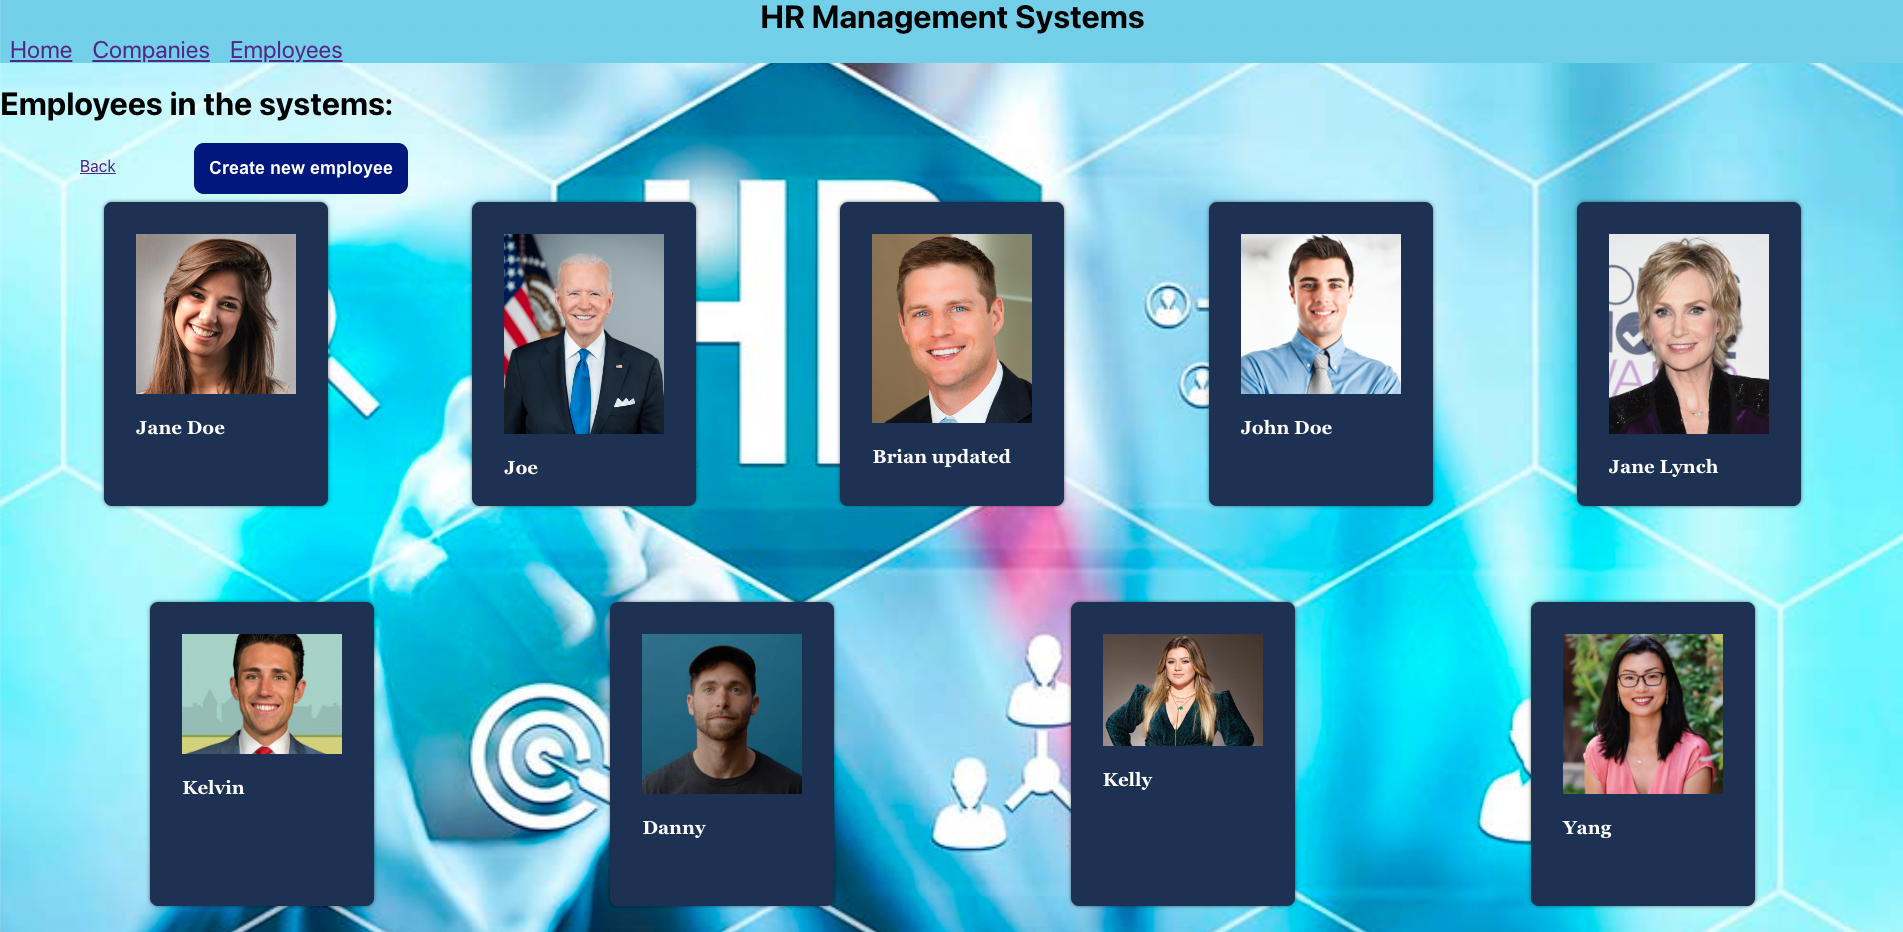 HR Management Systems
Home Companies Employees
Employees in the systems:
Back Create new employee
HR
Jane Doe
Joe
Brian updated
John Doe
Jane Lynch
Kelvin
Danny
Kelly
Yang